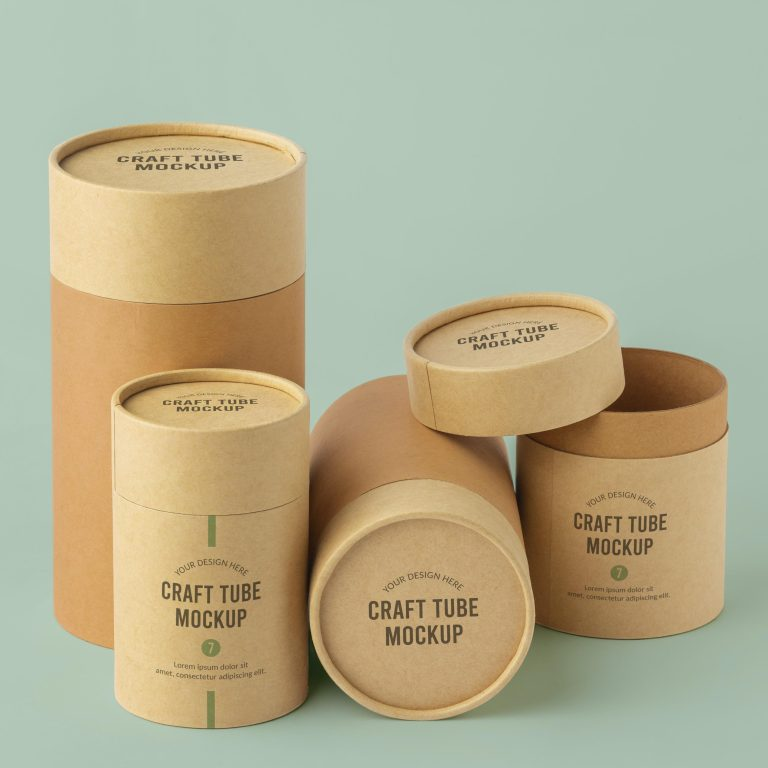 YOUR DESIGN HERE
CRAFT TUBE
MOCKUP
YOUR DESIGN HERE
CRAFT TUBE
MOCKUP
CRAFT TUBE
MOCKUP
YOUR DESIGN HERE
CRAFT TUBE
MOCKUP
7
Lorem ipsum dolor sit
amet, consectetur adipiscing elit.
YOUR DESIGN HERE
CRAFT TUBE
MOCKUP
YOUR DESIGN HERE
CRAFT TUBE
MOCKUP
7
Lorem ipsum dolor sit
amet, consectetur adipiscing elit.